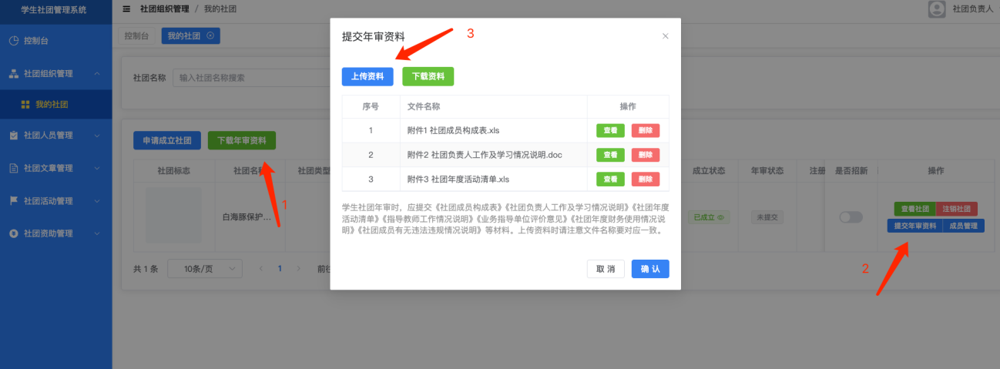 学生社团管理系统
社团组织管理 / 我的社团
社团负责人
控制台
我的社团
控制台
社团组织管理
我的社团
社团人员管理
社团文章管理
社团活动管理
社团资助管理
社团名称 输入社团名称搜索
申请成立社团 下载年审资料
社团标志 社团名称 社团类型 成立状态 年审状态 注册 是否招新 操作
白海豚保护... 已成立 未提交
查看社团 注销社团
提交年审资料 成员管理
共 1 条 10条/页 1 前往
提交年审资料
上传资料 下载资料
序号 文件名称 操作
1 附件1 社团成员构成表.xls 查看 删除
2 附件2 社团负责人工作及学习情况说明.doc 查看 删除
3 附件3 社团年度活动清单.xls 查看 删除
学生社团年审时，应提交《社团成员构成表》《社团负责人工作及学习情况说明》《社团年度
活动清单》《指导教师工作情况说明》《业务指导单位评价意见》《社团年度财务使用情况说
明》《社团成员有无违法违规情况说明》等材料。上传资料时请注意文件名称要对应一致。
取 消 确 认
1
2
3